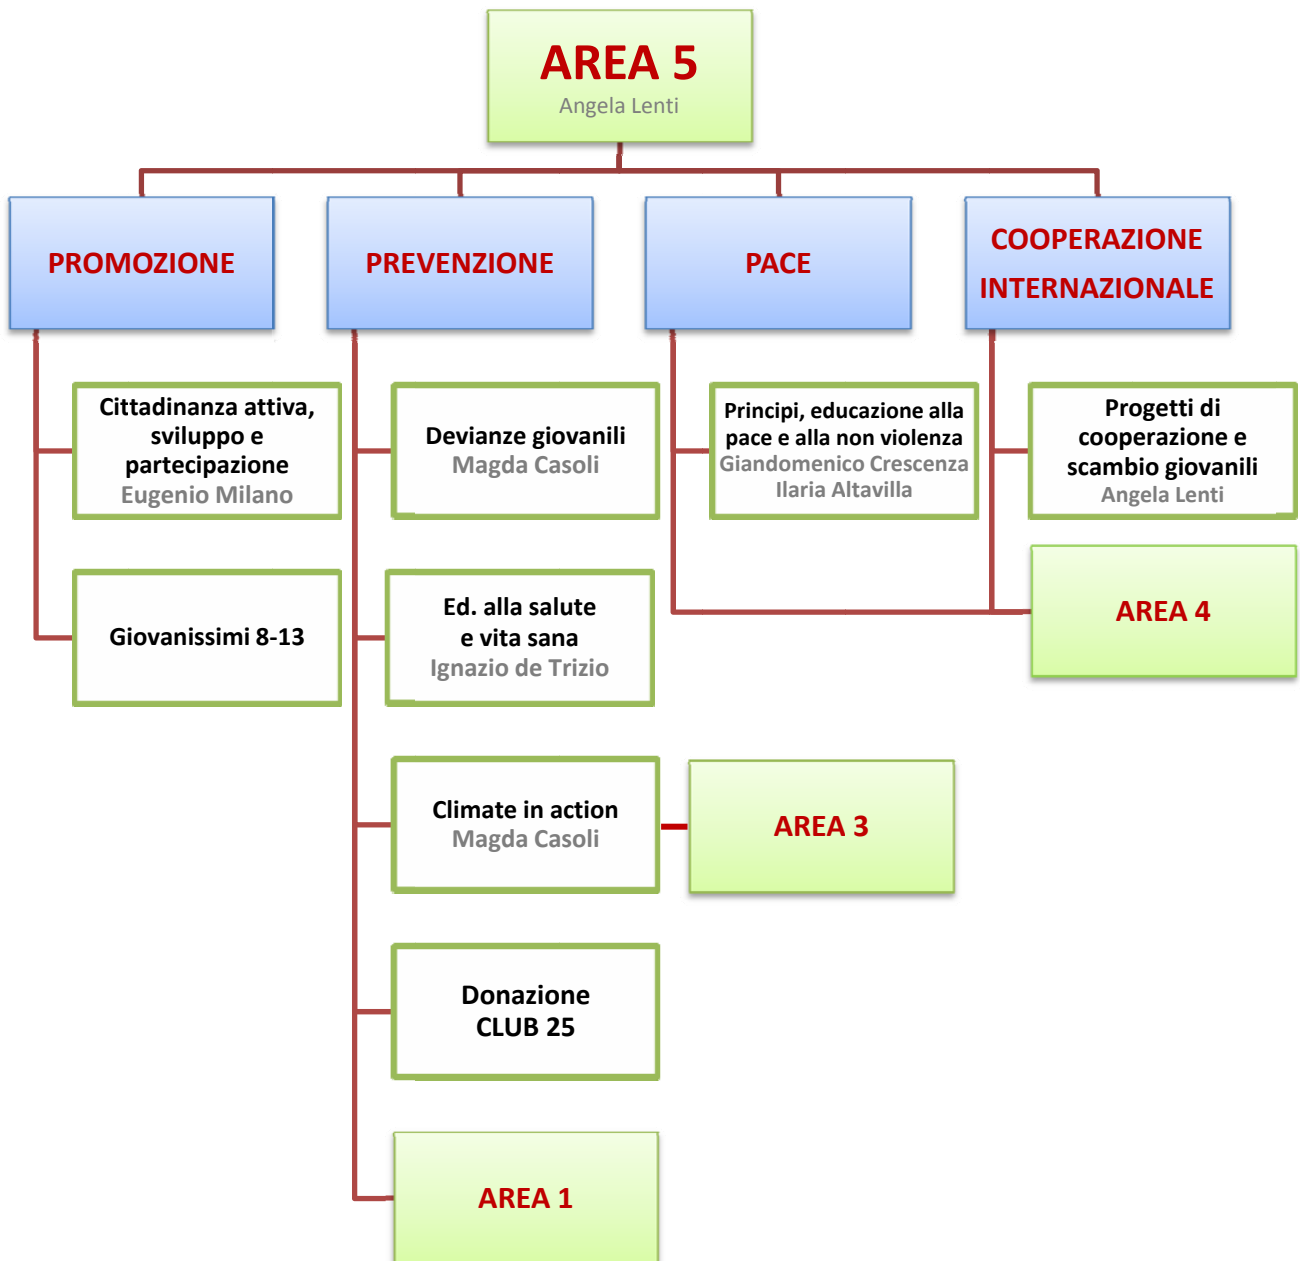 AREA 5
Angela Lenti
PROMOZIONE
PREVENZIONE
PACE
COOPERAZIONE
INTERNAZIONALE
Cittadinanza attiva,
sviluppo e
partecipazione
Eugenio Milano
Devianze giovanili
Magda Casoli
Principi, educazione alla
pace e alla non violenza
Giandomenico Crescenza
Ilaria Altavilla
Progetti di
cooperazione e
scambio giovanili
Angela Lenti
Giovanissimi 8-13
Ed. alla salute
e vita sana
Ignazio de Trizio
AREA 4
Climate in action
Magda Casoli
AREA 3
Donazione
CLUB 25
AREA 1